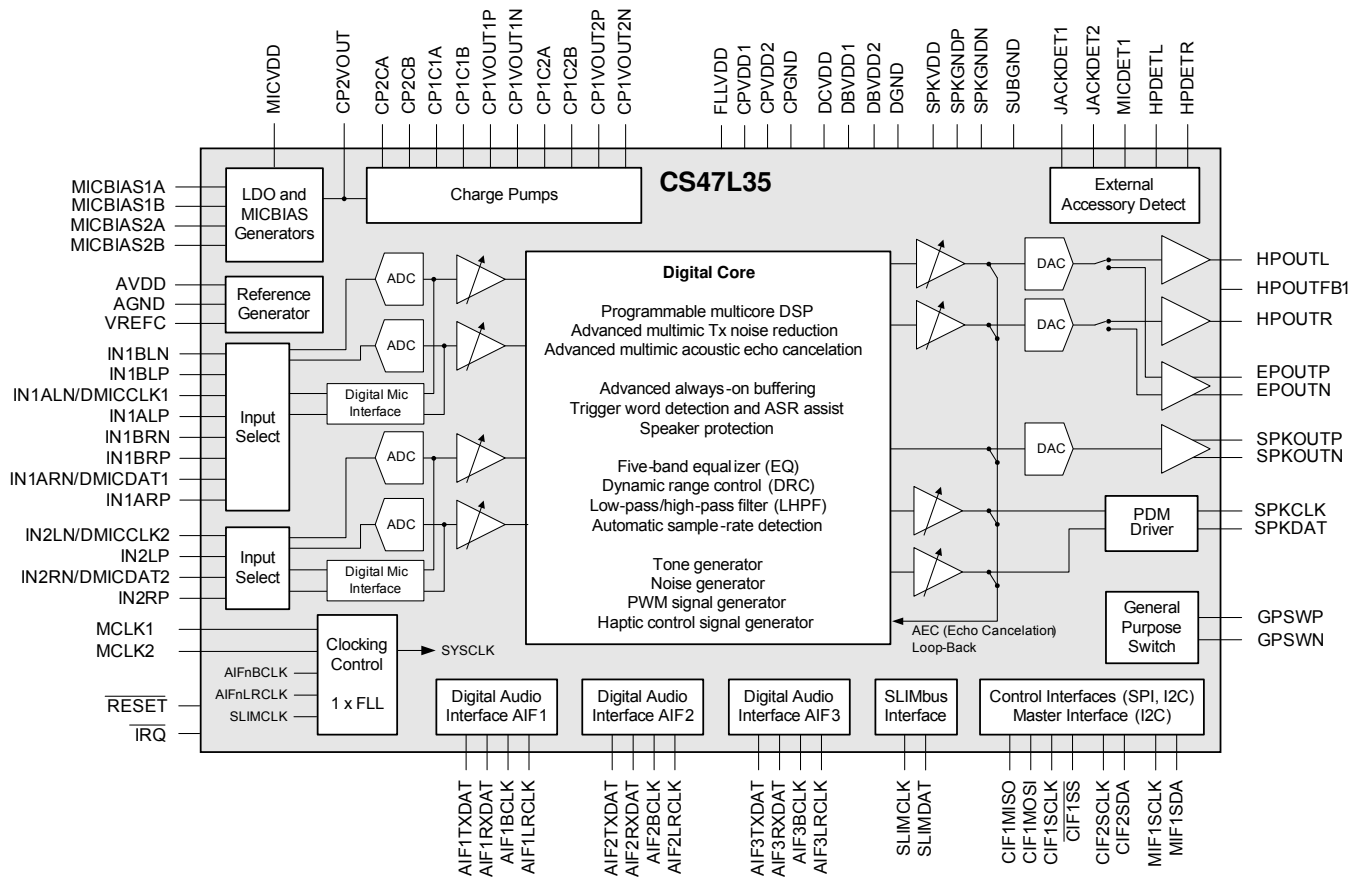 MICVDD
CP2VOUT
CP2CA
CP2CB
CP1C1A
CP1C1B
CP1VOUT1P
CP1VOUT1N
CP1C2A
CP1C2B
CP1VOUT2P
CP1VOUT2N
FLLVDD
CPVDD1
CPVDD2
CPGND
DCVDD
DBVDD1
DBVDD2
DGND
SPKVDD
SPKGNDP
SPKGNDN
SUBGND
JACKDET1
JACKDET2
MICDET1
HPDETL
HPDETR
CS47L35
MICBIAS1A
MICBIAS1B
MICBIAS2A
MICBIAS2B
LDO and
MICBIAS
Generators
Charge Pumps
External
Accessory Detect
AVDD
AGND
VREFC
Reference
Generator
IN1BLN
IN1BLP
IN1ALN/DMICCLK1
IN1ALP
IN1BRN
IN1BRP
IN1ARN/DMICDAT1
IN1ARP
Input
Select
ADC
ADC
Digital Mic
Interface
IN2LN/DMICCLK2
IN2LP
IN2RN/DMICDAT2
IN2RP
Input
Select
ADC
ADC
Digital Mic
Interface
Digital Core
Programmable multicore DSP
Advanced multimic Tx noise reduction
Advanced multimic acoustic echo cancelation
Advanced always-on buffering
Trigger word detection and ASR assist
Speaker protection
Five-band equalizer (EQ)
Dynamic range control (DRC)
Low-pass/high-pass filter (LHPF)
Automatic sample-rate detection
Tone generator
Noise generator
PWM signal generator
Haptic control signal generator
DAC
DAC
DAC
HPOUTL
HPOUTFB1
HPOUTR
EPOUTP
EPOUTN
SPKOUTP
SPKOUTN
PDM
Driver
SPKCLK
SPKDAT
General
Purpose
Switch
GPSWP
GPSWN
AEC (Echo Cancelation)
Loop-Back
MCLK1
MCLK2
AIFnBCLK
AIFnLRCLK
SLIMCLK
Clocking
Control
1 x FLL
SYSCLK
RESET
IRQ
Digital Audio
Interface AIF1
Digital Audio
Interface AIF2
Digital Audio
Interface AIF3
SLIMbus
Interface
Control Interfaces (SPI, I2C)
Master Interface (I2C)
AIF1TXDAT
AIF1RXDAT
AIF1BCLK
AIF1LRCLK
AIF2TXDAT
AIF2RXDAT
AIF2BCLK
AIF2LRCLK
AIF3TXDAT
AIF3RXDAT
AIF3BCLK
AIF3LRCLK
SLIMCLK
SLIMDAT
CIF1MISO
CIF1MOSI
CIF1SCLK
CIF1SS
CIF2SCLK
CIF2SDA
MIF1SCLK
MIF1SDA